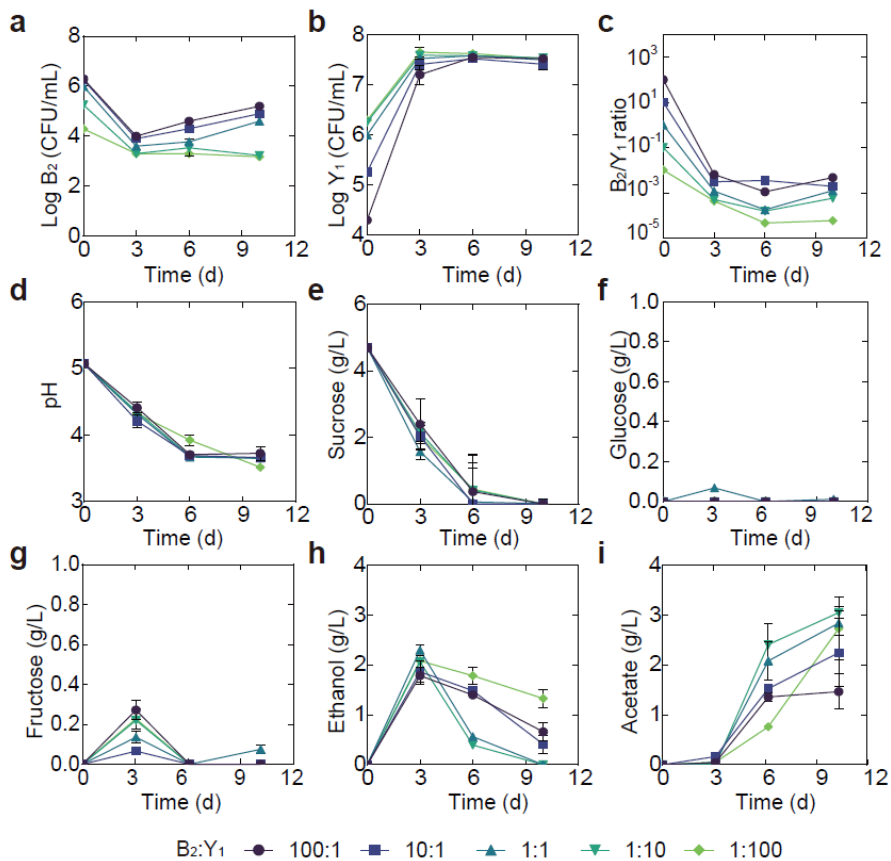 a b c
8 8 10³
6 7 10¹
4 6 10⁻¹
2 5 10⁻³
0 4 10⁻⁵
Log B₂ (CFU/mL) Log Y₁ (CFU/mL) B₂/Y₁ ratio
0 3 6 9 12 0 3 6 9 12 0 3 6 9 12
Time (d) Time (d) Time (d)
d e f
6 6 1.0
0.8
5 4 0.6
4 2 0.4
0.2
3 0 0.0
pH Sucrose (g/L) Glucose (g/L)
0 3 6 9 12 0 3 6 9 12 0 3 6 9 12
Time (d) Time (d) Time (d)
g h i
1.0 4 4
0.8 3 3
0.6 2 2
0.4
0.2 1 1
0.0 0 0
Fructose (g/L) Ethanol (g/L) Acetate (g/L)
0 3 6 9 12 0 3 6 9 12 0 3 6 9 12
Time (d) Time (d) Time (d)
B₂:Y₁ 100:1 10:1 1:1 1:10 1:100